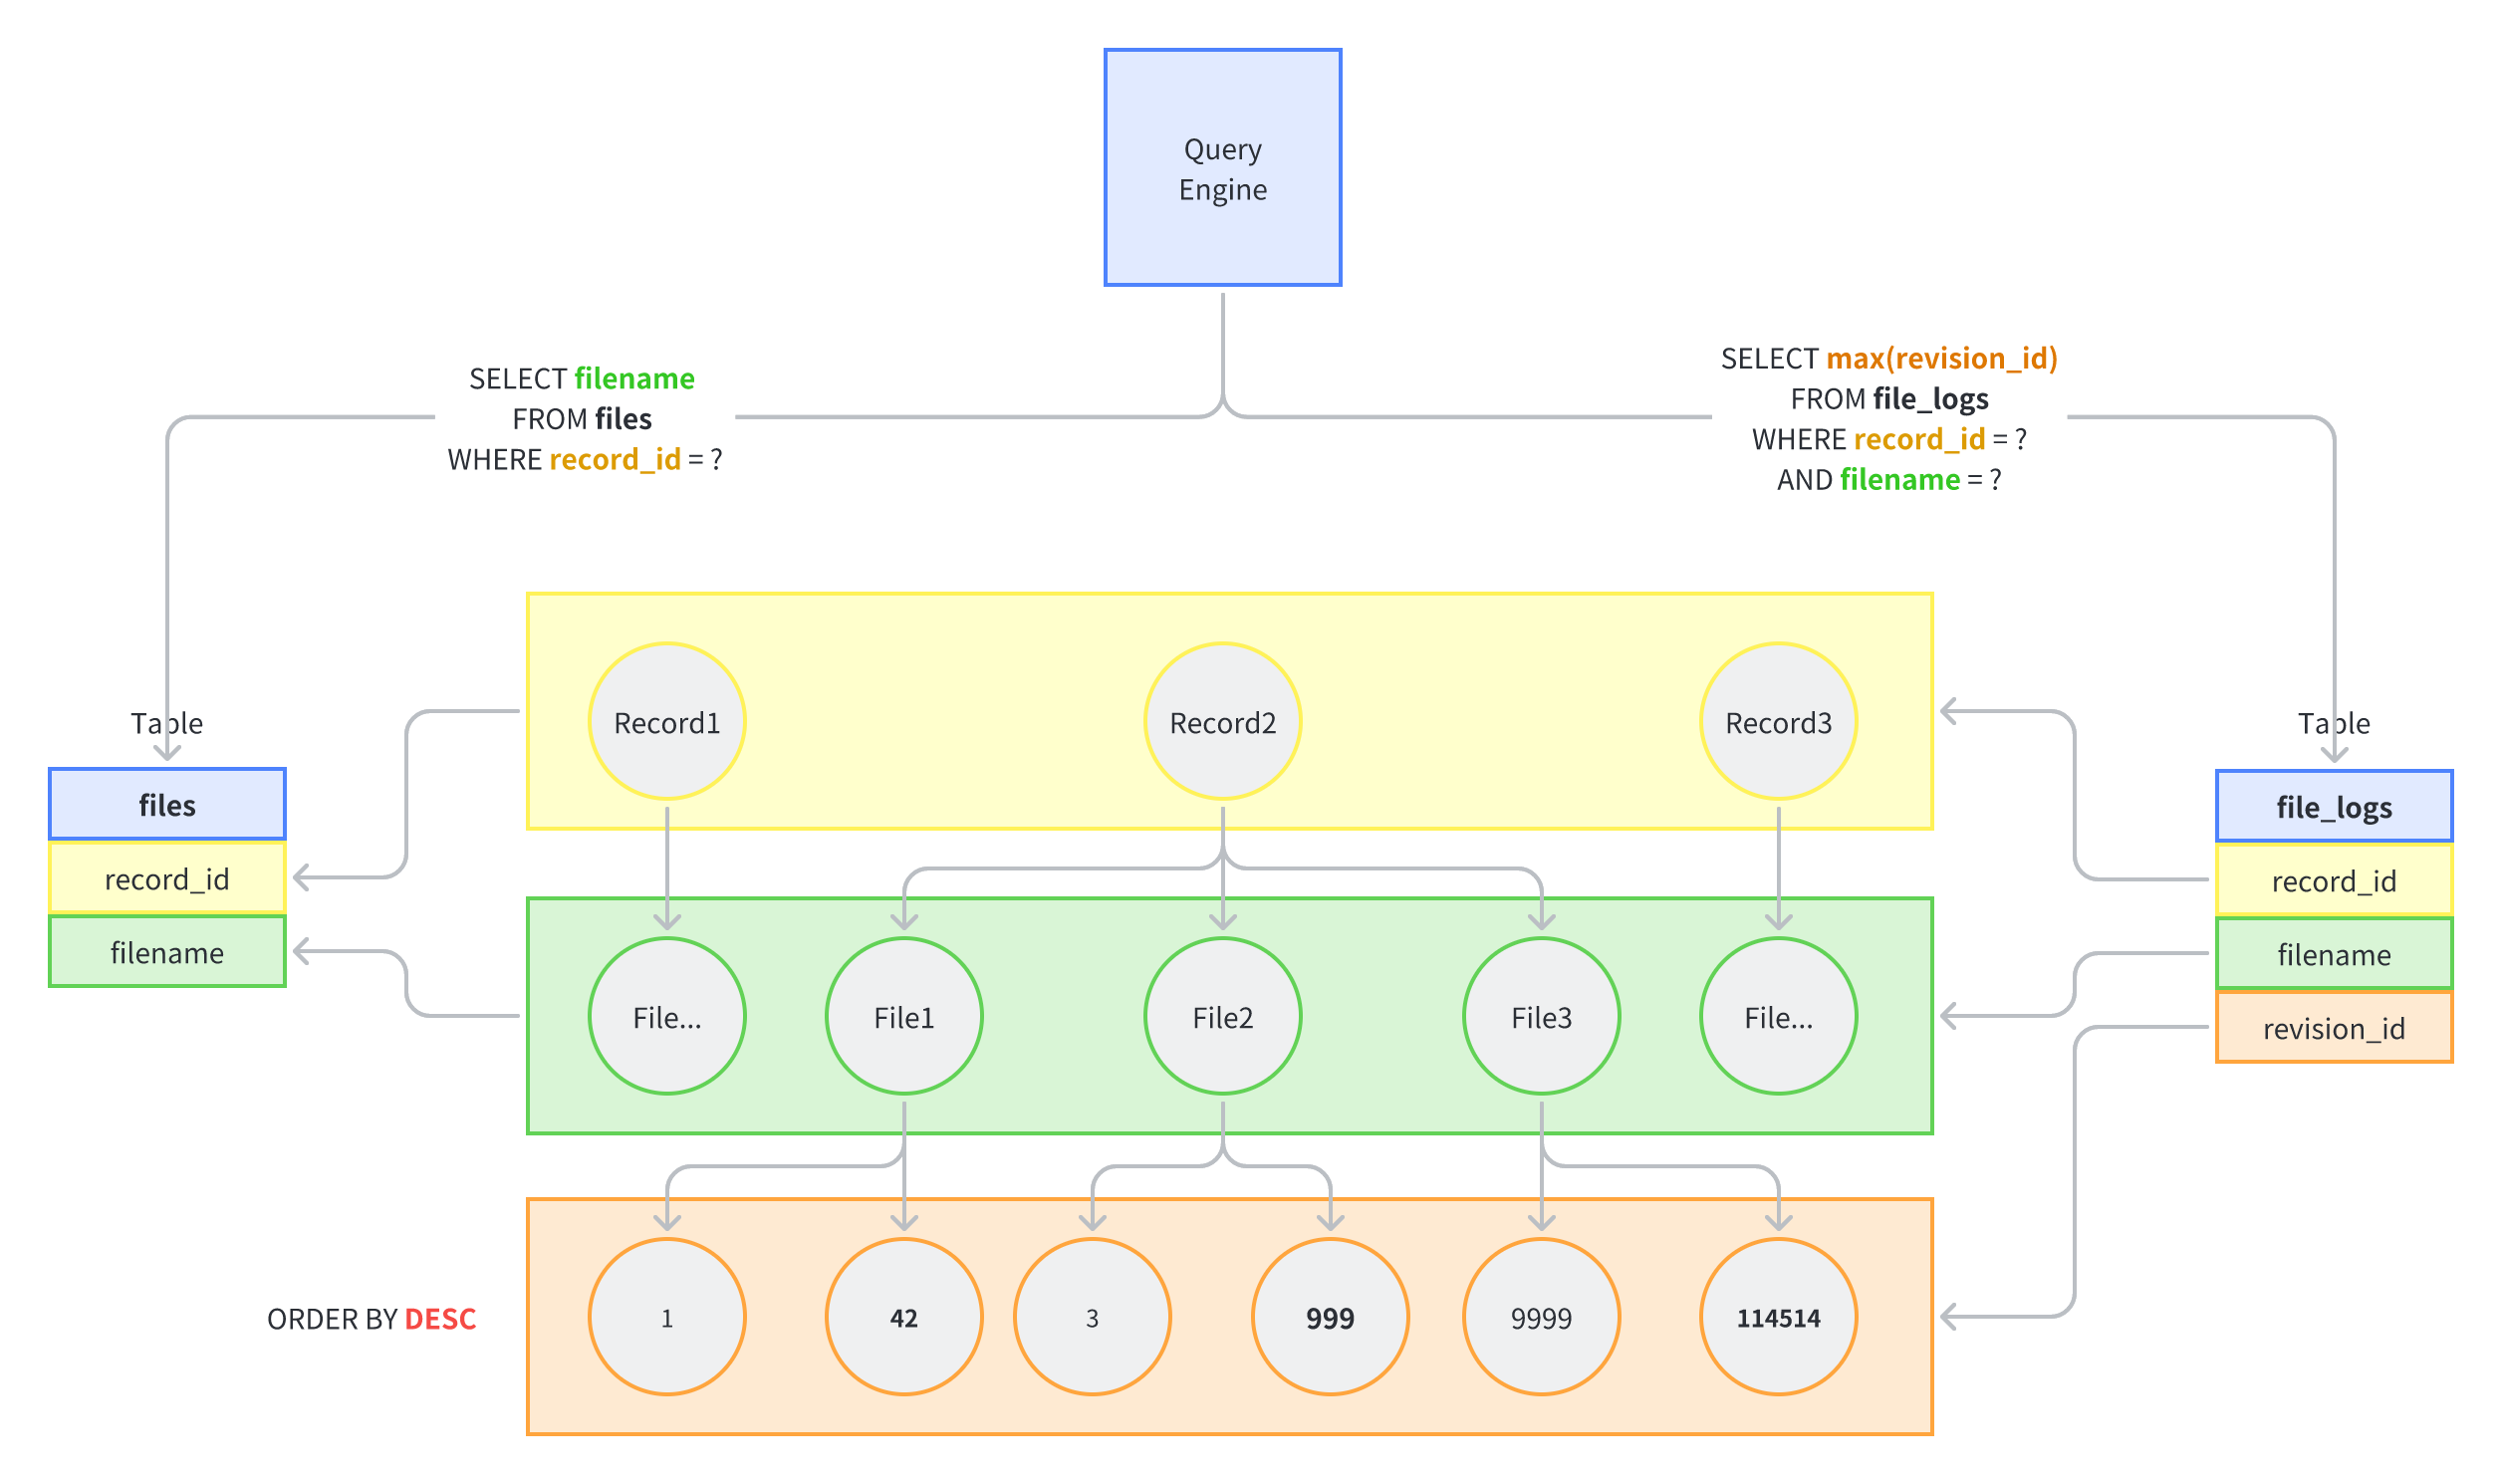 Query
Engine
SELECT filename
FROM files
WHERE record_id = ?
SELECT max(revision_id)
FROM file_logs
WHERE record_id = ?
AND filename = ?
Record1
Record2
Record3
Table
files
record_id
filename
Table
file_logs
record_id
filename
revision_id
File...
File1
File2
File3
File...
ORDER BY DESC
1
42
3
999
9999
114514